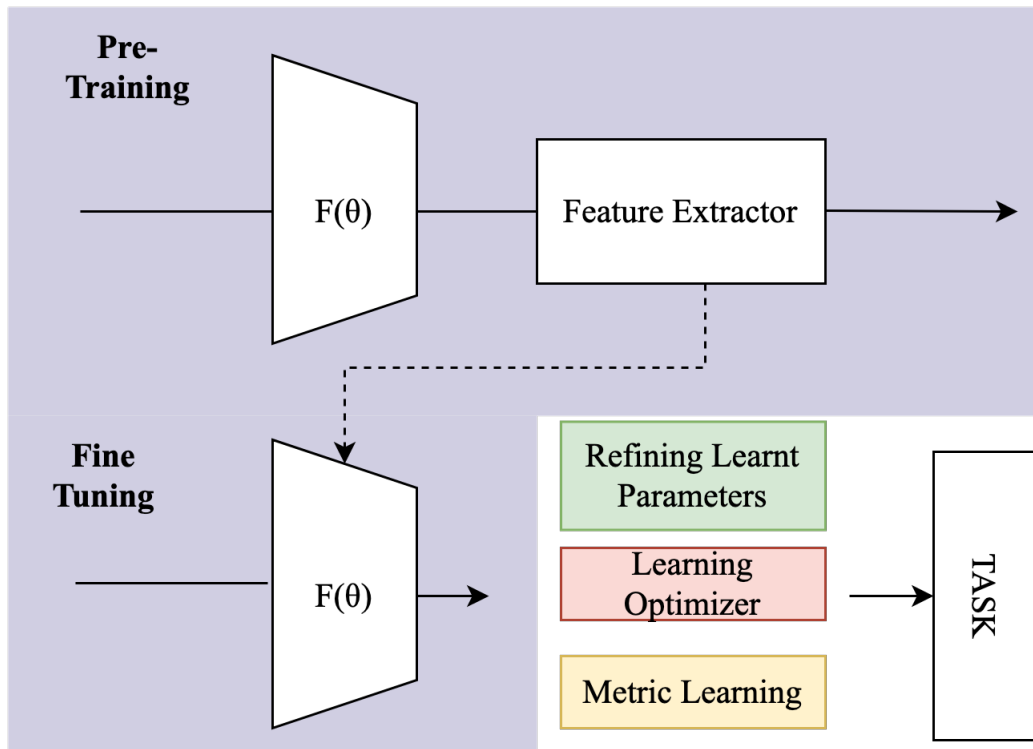 Pre-
Training
F(θ)
Feature Extractor
Fine
Tuning
F(θ)
Refining Learnt
Parameters
Learning
Optimizer
Metric Learning
TASK